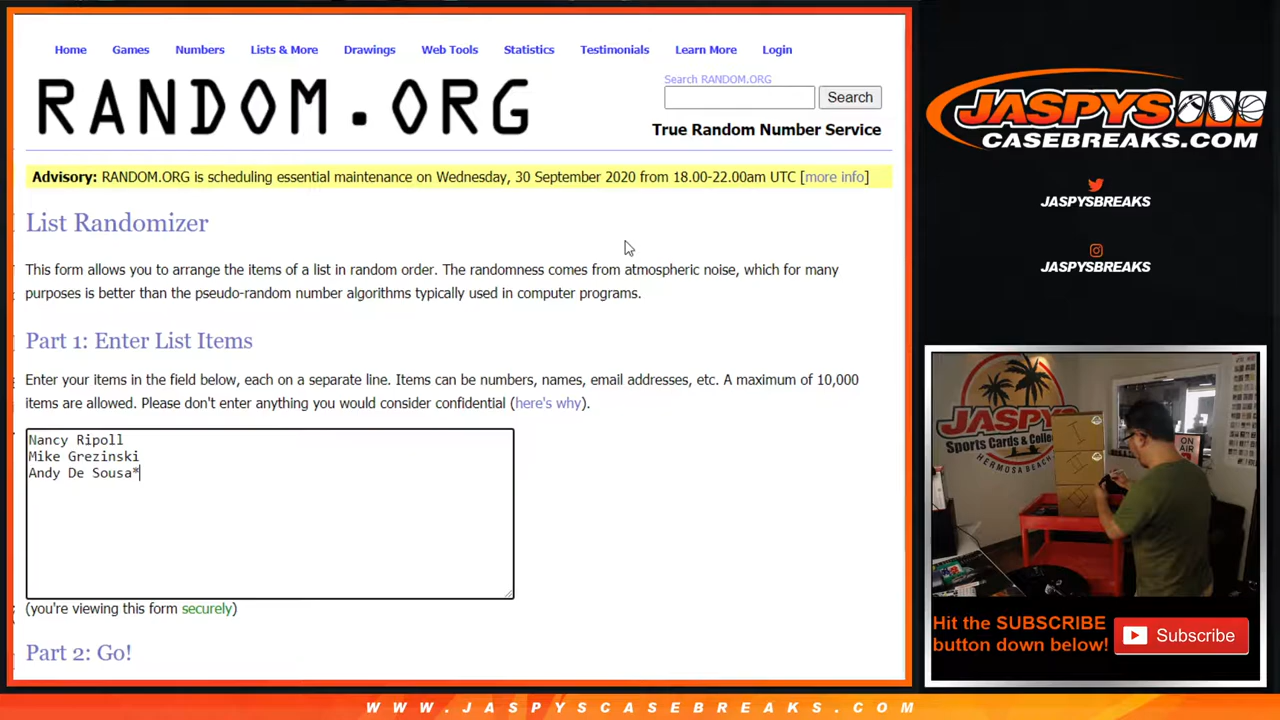 Home Games Numbers Lists & More Drawings Web Tools Statistics Testimonials Learn More Login
RANDOM.ORG
Search RANDOM.ORG
Search
True Random Number Service
Advisory: RANDOM.ORG is scheduling essential maintenance on Wednesday, 30 September 2020 from 18.00-22.00am UTC [more info]
List Randomizer
This form allows you to arrange the items of a list in random order. The randomness comes from atmospheric noise, which for many
purposes is better than the pseudo-random number algorithms typically used in computer programs.
Part 1: Enter List Items
Enter your items in the field below, each on a separate line. Items can be numbers, names, email addresses, etc. A maximum of 10,000
items are allowed. Please don't enter anything you would consider confidential (here's why).
Nancy Ripoll
Mike Grezinski
Andy De Sousa*
(you're viewing this form securely)
Part 2: Go!
JASPYS
CASEBREAKS.COM
JASPYSBREAKS
JASPYSBREAKS
JASPYS
Sports Cards & Colle
HERMOSA BEACH
I
II
ON
AIR
Hit the SUBSCRIBE
button down below!
Subscribe
WWW.JASPYSCASEBREAKS.COM